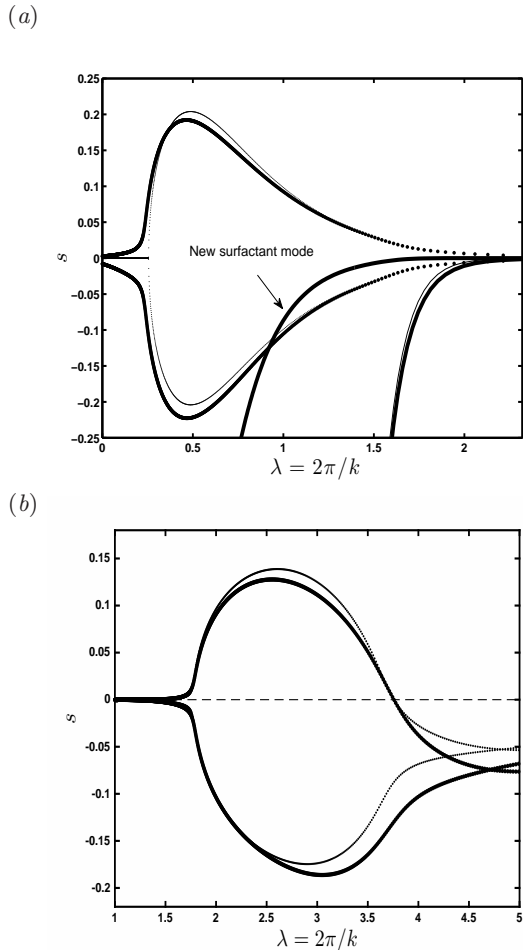 (a)
0.25
0.2
0.15
0.1
0.05
0
−0.05
−0.1
−0.15
−0.2
−0.25
s
New surfactant mode
0 0.5 1 1.5 2
λ = 2π/k
(b)
0.15
0.1
0.05
0
-0.05
-0.1
-0.15
-0.2
s
1 1.5 2 2.5 3 3.5 4 4.5 5
λ = 2π/k